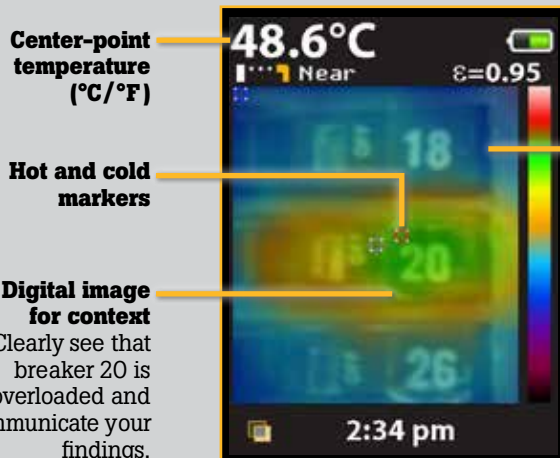 Center-point
temperature
(°C/°F)
Hot and cold
markers
Digital image
for context
Clearly see that
breaker 20 is
overloaded and
mmunicate your
findings.
48.6°C
Near
ε=0.95
18
20
26
2:34 pm